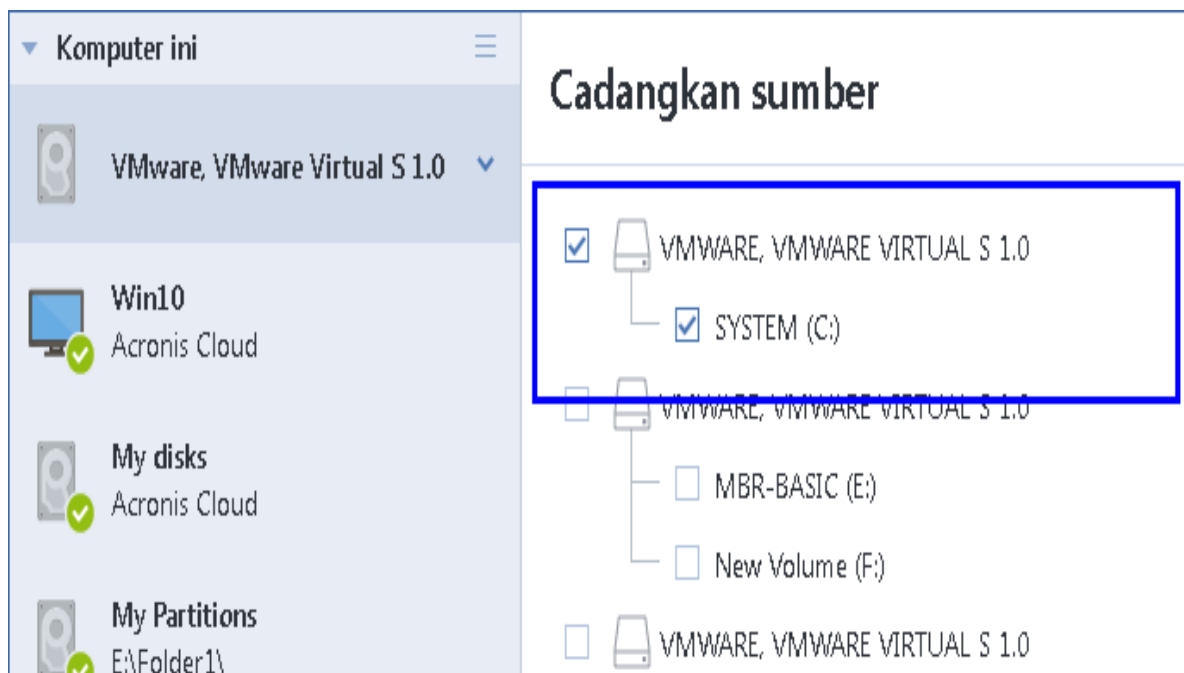 Komputer ini
VMware, VMware Virtual S 1.0
Win10
Acronis Cloud
My disks
Acronis Cloud
My Partitions
E:\Folder1\
Cadangkan sumber
VMWARE, VMWARE VIRTUAL S 1.0
SYSTEM (C:)
VMWARE, VMWARE VIRTUAL S 1.0
MBR-BASIC (E:)
New Volume (F:)
VMWARE, VMWARE VIRTUAL S 1.0